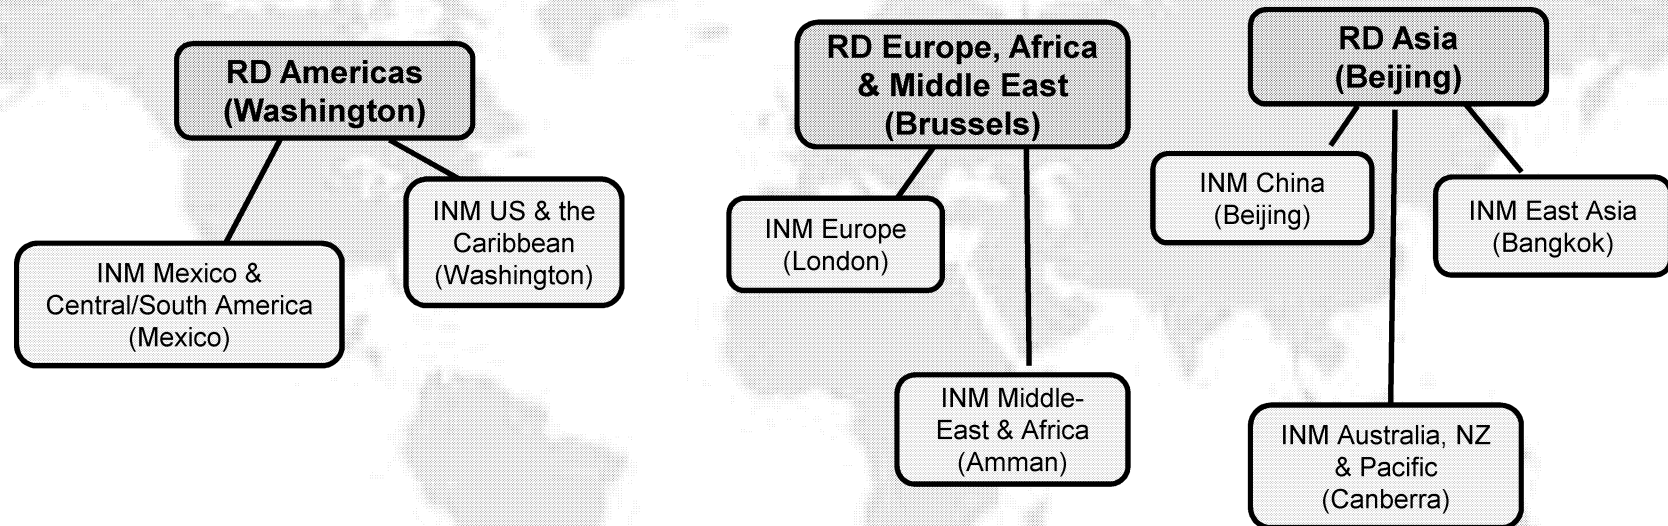 RD Americas
(Washington)
INM Mexico &
Central/South America
(Mexico)
INM US & the
Caribbean
(Washington)
RD Europe, Africa
& Middle East
(Brussels)
INM Europe
(London)
INM Middle-
East & Africa
(Amman)
RD Asia
(Beijing)
INM China
(Beijing)
INM East Asia
(Bangkok)
INM Australia, NZ
& Pacific
(Canberra)